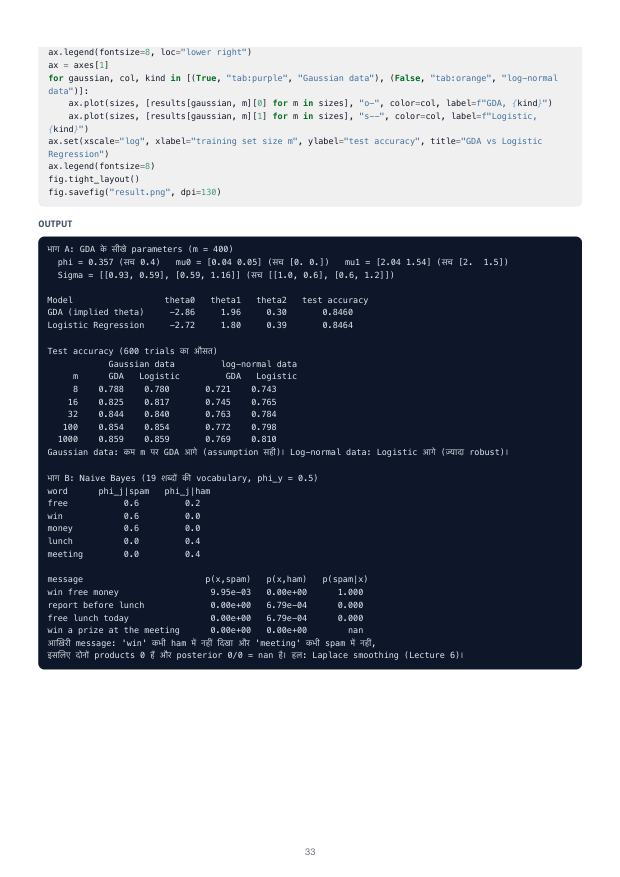 ax.legend(fontsize=8, loc="lower right")
ax = axes[1]
for gaussian, col, kind in [(True, "tab:purple", "Gaussian data"), (False, "tab:orange", "log-normal
data")]:
    ax.plot(sizes, [results[gaussian, m][0] for m in sizes], "o-", color=col, label=f"GDA, {kind}")
    ax.plot(sizes, [results[gaussian, m][1] for m in sizes], "s--", color=col, label=f"Logistic,
{kind}")
ax.set(xscale="log", xlabel="training set size m", ylabel="test accuracy", title="GDA vs Logistic
Regression")
ax.legend(fontsize=8)
fig.tight_layout()
fig.savefig("result.png", dpi=130)
OUTPUT
भाग A: GDA के सीखे parameters (m = 400)
  phi = 0.357 (सच 0.4)   mu0 = [0.04 0.05] (सच [0. 0.])   mu1 = [2.04 1.54] (सच [2.  1.5])
  Sigma = [[0.93, 0.59], [0.59, 1.16]] (सच [[1.0, 0.6], [0.6, 1.2]])
Model                  theta0   theta1   theta2   test accuracy
GDA (implied theta)     -2.86     1.96     0.30       0.8460
Logistic Regression     -2.72     1.80     0.39       0.8464
Test accuracy (600 trials का औसत)
            Gaussian data        log-normal data
     m      GDA   Logistic         GDA   Logistic
     8    0.788    0.780       0.721    0.743
    16    0.825    0.817       0.745    0.765
    32    0.844    0.840       0.763    0.784
   100    0.854    0.854       0.772    0.798
  1000    0.859    0.859       0.769    0.810
Gaussian data: कम m पर GDA आगे (assumption सही)। Log-normal data: Logistic आगे (ज़्यादा robust)।
भाग B: Naive Bayes (19 शब्दों की vocabulary, phi_y = 0.5)
word      phi_j|spam   phi_j|ham
free           0.6         0.2
win            0.6         0.0
money          0.6         0.0
lunch          0.0         0.4
meeting        0.0         0.4
message                        p(x,spam)   p(x,ham)   p(spam|x)
win free money                  9.95e-03   0.00e+00       1.000
report before lunch             0.00e+00   6.79e-04       0.000
free lunch today                0.00e+00   6.79e-04       0.000
win a prize at the meeting      0.00e+00   0.00e+00         nan
आखिरी message: 'win' कभी ham में नहीं दिखा और 'meeting' कभी spam में नहीं,
इसलिए दोनों products 0 हैं और posterior 0/0 = nan है। हल: Laplace smoothing (Lecture 6)।
33